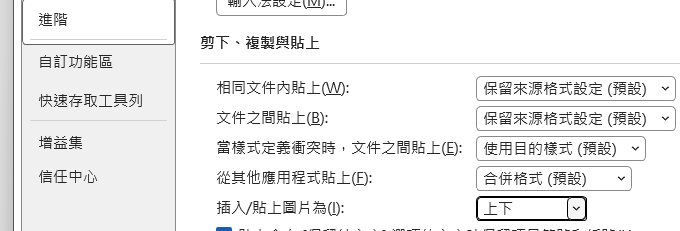 輸入法設定(M)...
進階
剪下、複製與貼上
自訂功能區
相同文件內貼上(W):
保留來源格式設定 (預設)
快速存取工具列
文件之間貼上(B):
保留來源格式設定 (預設)
當樣式定義衝突時，文件之間貼上(E):
使用目的樣式 (預設)
增益集
信任中心
從其他應用程式貼上(F):
合併格式 (預設)
插入/貼上圖片為(I):
上下